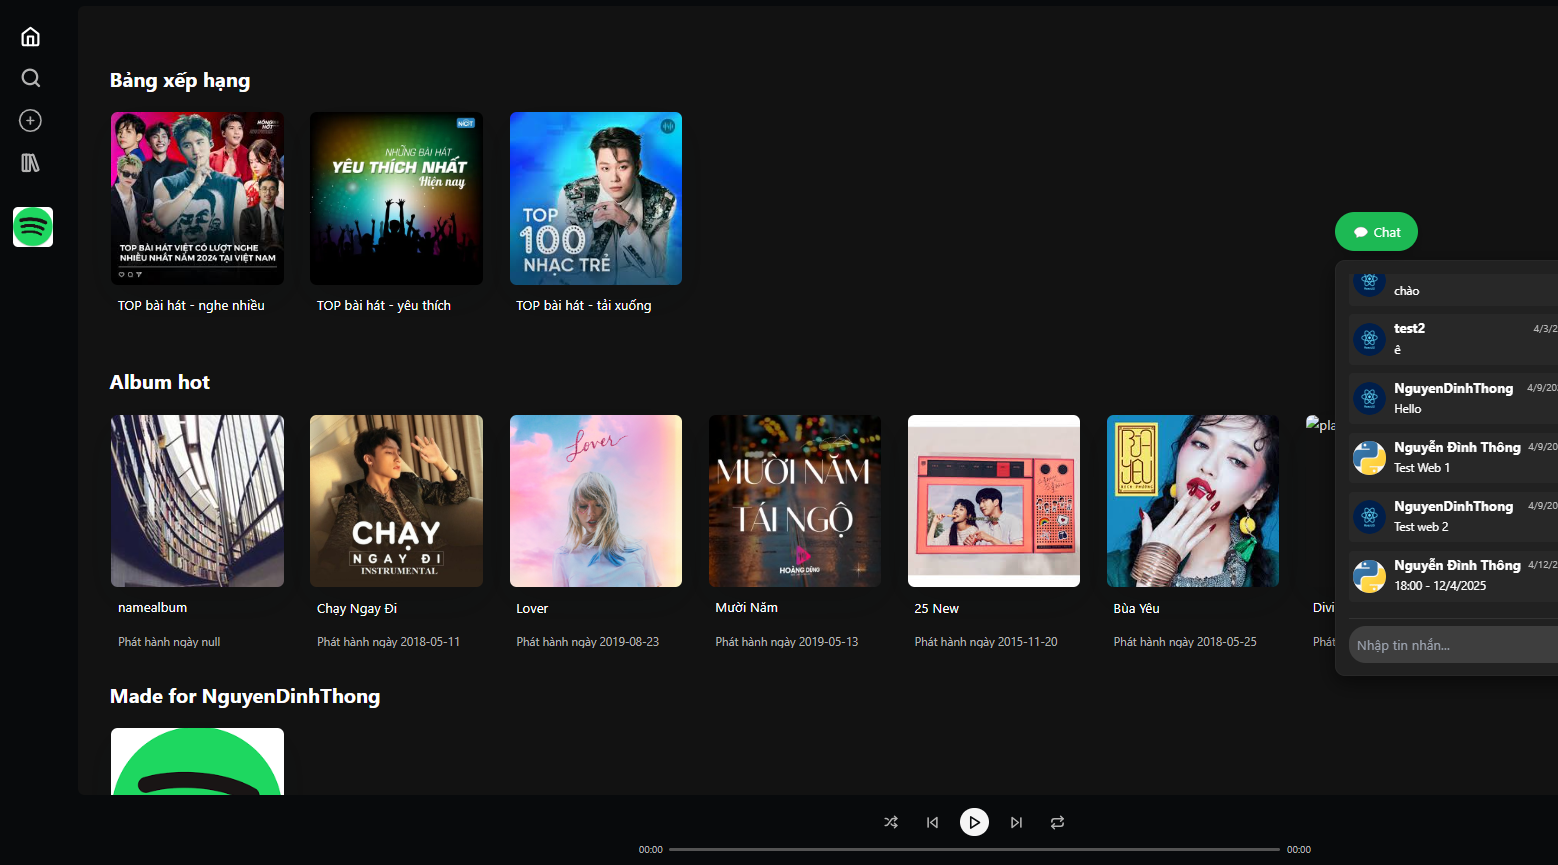 Bảng xếp hạng
HÓNG
HỚT
TOP BÀI HÁT VIỆT CÓ LƯỢT NGHE
NHIỀU NHẤT NĂM 2024 TẠI VIỆT NAM
NCT
NHỮNG BÀI HÁT
YÊU THÍCH NHẤT
Hiện nay
TOP
100
NHẠC TRẺ
TOP bài hát - nghe nhiều
TOP bài hát - yêu thích
TOP bài hát - tải xuống
Chat
chào
test2
4/3/2
ê
NguyenDinhThong
4/9/20
Hello
Nguyễn Đình Thông
4/9/20
Test Web 1
NguyenDinhThong
4/9/20
Test web 2
Nguyễn Đình Thông
4/12/2
18:00 - 12/4/2025
Nhập tin nhắn...
Album hot
CHẠY
NGAY ĐI
INSTRUMENTAL
Lover
MƯỜI NĂM
TÁI NGỘ
HOÀNG DŨNG
BÙA
YÊU
BÍCH PHƯƠNG
pla
namealbum
Chạy Ngay Đi
Lover
Mười Năm
25 New
Bùa Yêu
Divi
Phát hành ngày null
Phát hành ngày 2018-05-11
Phát hành ngày 2019-08-23
Phát hành ngày 2019-05-13
Phát hành ngày 2015-11-20
Phát hành ngày 2018-05-25
Phát
Made for NguyenDinhThong
00:00
00:00